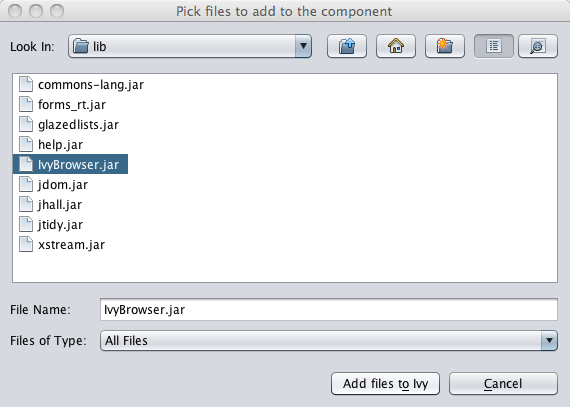 Pick files to add to the component
Look In: lib
commons-lang.jar
forms_rt.jar
glazedlists.jar
help.jar
IvyBrowser.jar
jdom.jar
jhall.jar
jtidy.jar
xstream.jar
File Name: IvyBrowser.jar
Files of Type: All Files
Add files to Ivy Cancel